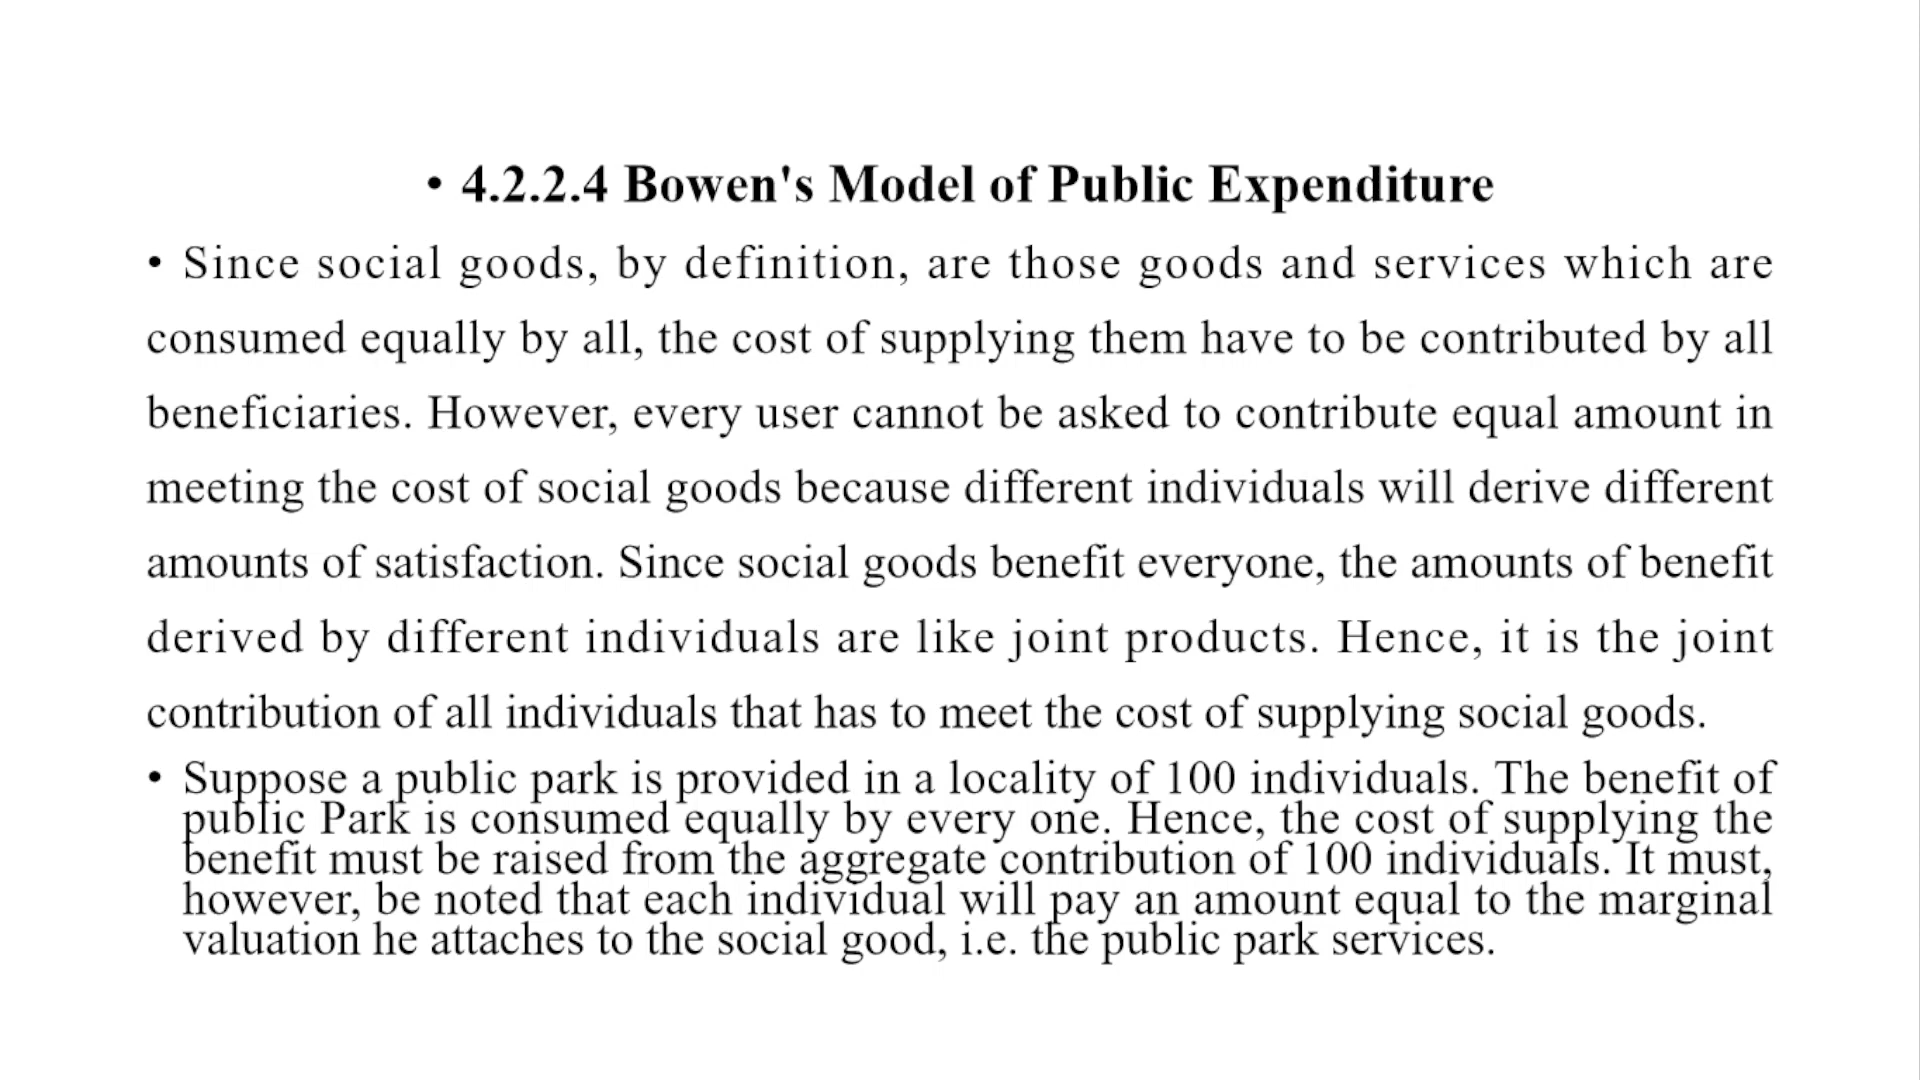 • 4.2.2.4 Bowen's Model of Public Expenditure
• Since social goods, by definition, are those goods and services which are
consumed equally by all, the cost of supplying them have to be contributed by all
beneficiaries. However, every user cannot be asked to contribute equal amount in
meeting the cost of social goods because different individuals will derive different
amounts of satisfaction. Since social goods benefit everyone, the amounts of benefit
derived by different individuals are like joint products. Hence, it is the joint
contribution of all individuals that has to meet the cost of supplying social goods.
• Suppose a public park is provided in a locality of 100 individuals. The benefit of
public Park is consumed equally by every one. Hence, the cost of supplying the
benefit must be raised from the aggregate contribution of 100 individuals. It must,
however, be noted that each individual will pay an amount equal to the marginal
valuation he attaches to the social good, i.e. the public park services.